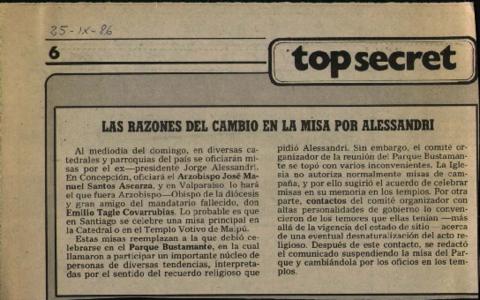 25-IX-86
6
top secret
LAS RAZONES DEL CAMBIO EN LA MISA POR ALESSANDRI
Al mediodía del domingo, en diversas ca-
tedrales y parroquias del país se oficiarán mi-
sas por el ex—presidente Jorge Alessandri.
En Concepción, oficiará el Arzobispo José Ma-
nuel Santos Ascarza, y en Valparaíso lo hará
el que fuera Arzobispo—Obispo de la diócesis
y gran amigo del mandatario fallecido, don
Emilio Tagle Covarrubias. Lo probable es que
en Santiago se celebre una misa principal en
la Catedral o en el Templo Votivo de Maipú.
Estas misas reemplazan a la que debió ce-
lebrarse en el Parque Bustamante, en la cual
llamaron a participar un importante núcleo de
personas de diversas tendencias, interpreta-
das por el sentido del recuerdo religioso que
pidió Alessandri. Sin embargo, el comité or-
ganizador de la reunión del Parque Bustaman-
te se topó con varios inconvenientes. La Igle-
sia no autoriza normalmente misas de campa-
ña, y por ello sugirió el acuerdo de celebrar
misas en su memoria en los templos. Por otra
parte, contactos del comité organizador con
altas personalidades de gobierno lo convencie-
ron de los temores que ellas tenían —más
allá de la vigencia del estado de sitio— acerca
de una eventual desnaturalización del acto re-
ligioso. Después de este contacto, se redactó
el comunicado suspendiendo la misa del Par-
que y cambiándola por los oficios en los tem-
plos.